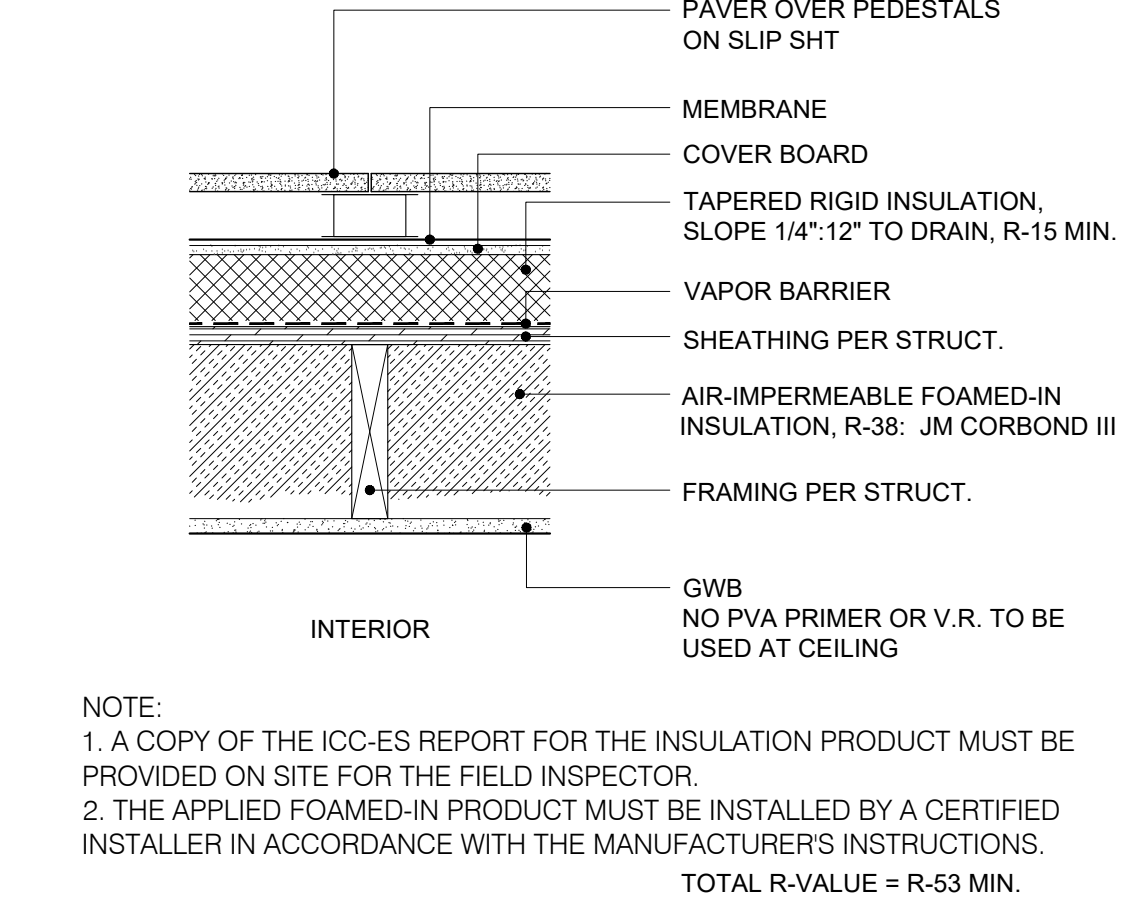 PAVER OVER PEDESTALS
ON SLIP SHT
MEMBRANE
COVER BOARD
TAPERED RIGID INSULATION,
SLOPE 1/4":12" TO DRAIN, R-15 MIN.
VAPOR BARRIER
SHEATHING PER STRUCT.
AIR-IMPERMEABLE FOAMED-IN
INSULATION, R-38: JM CORBOND III
FRAMING PER STRUCT.
GWB
NO PVA PRIMER OR V.R. TO BE
USED AT CEILING
INTERIOR
NOTE:
1. A COPY OF THE ICC-ES REPORT FOR THE INSULATION PRODUCT MUST BE
PROVIDED ON SITE FOR THE FIELD INSPECTOR.
2. THE APPLIED FOAMED-IN PRODUCT MUST BE INSTALLED BY A CERTIFIED
INSTALLER IN ACCORDANCE WITH THE MANUFACTURER'S INSTRUCTIONS.
TOTAL R-VALUE = R-53 MIN.